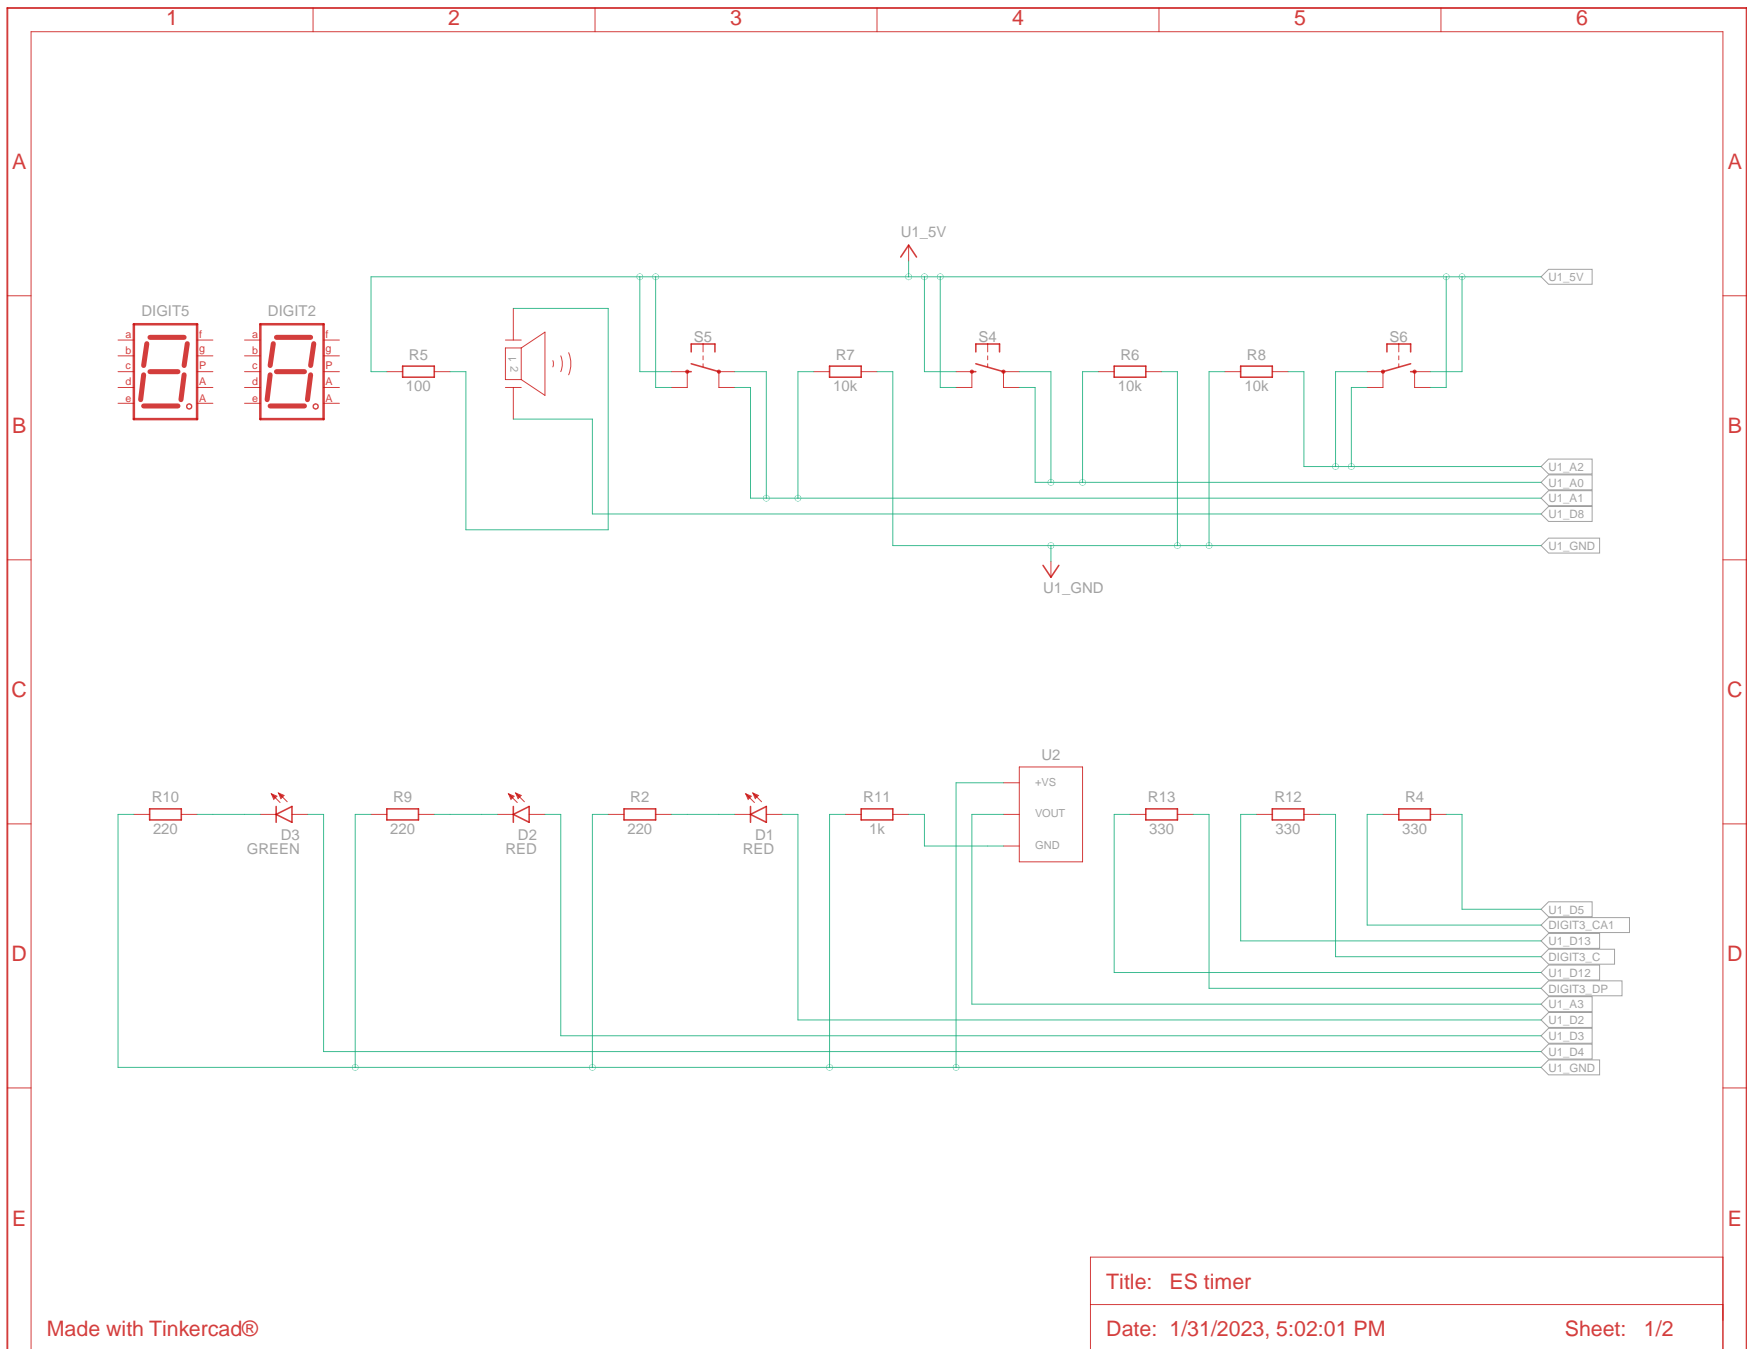 1 2 3 4 5 6
A A
U1_5V
U1_5V
DIGIT5 DIGIT2
a f a f
b g b g
c P c P
d A d A
e A e A
S5 S4 S6
R5 R7 R6 R8
1 2
100 10k 10k 10k
B B
U1_A2
U1_A0
U1_A1
U1_D8
U1_GND
U1_GND
C C
U2
+VS
VOUT
GND
R10 R9 R2 R11 R13 R12 R4
220 220 220 1k 330 330 330
D3 D2 D1
GREEN RED RED
U1_D5
DIGIT3_CA1
U1_D13
DIGIT3_C
U1_D12
DIGIT3_DP
U1_A3
U1_D2
U1_D3
U1_D4
U1_GND
D D
E E
Title: ES timer
Made with Tinkercad®
Date: 1/31/2023, 5:02:01 PM Sheet: 1/2